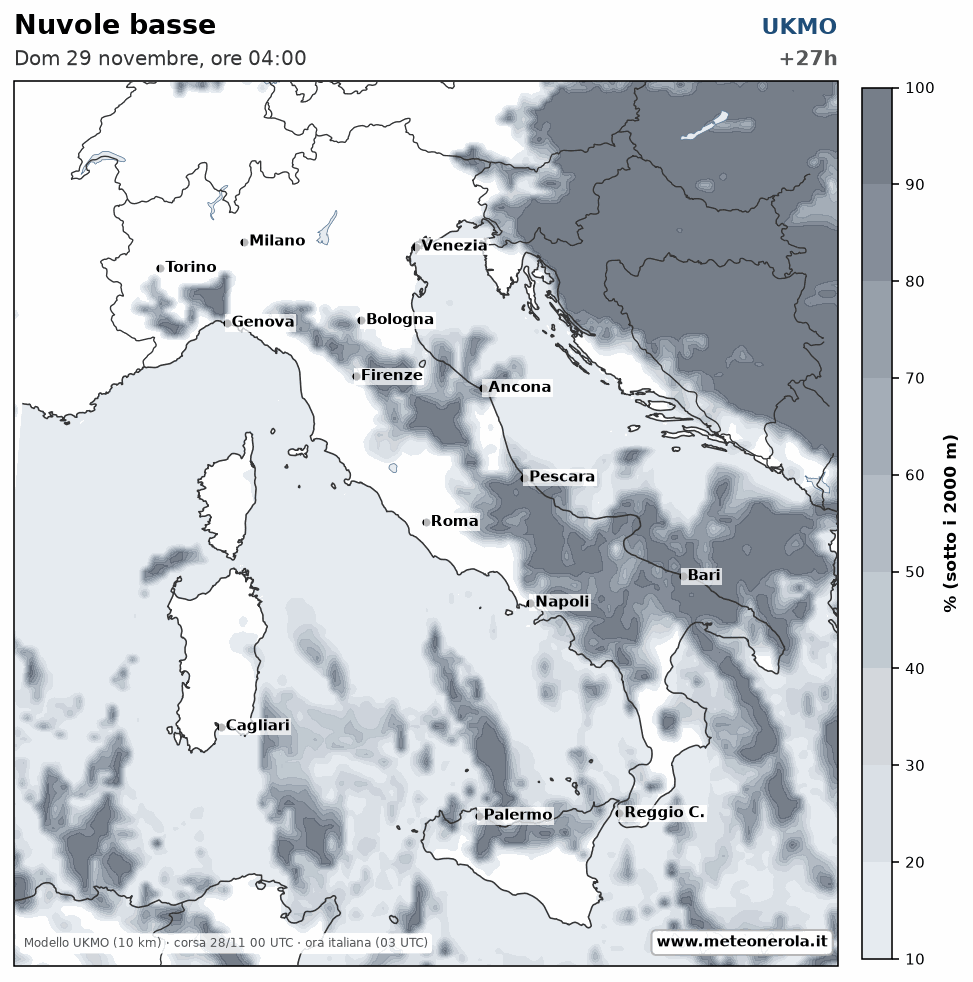 Nuvole basse
UKMO
Dom 29 novembre, ore 04:00
+27h
Milano
Venezia
Torino
Genova
Bologna
Firenze
Ancona
Pescara
Roma
Bari
Napoli
Cagliari
Palermo
Reggio C.
Modello UKMO (10 km) · corsa 28/11 00 UTC · ora italiana (03 UTC)
www.meteonerola.it
100
90
80
70
60
50
40
30
20
10
% (sotto i 2000 m)